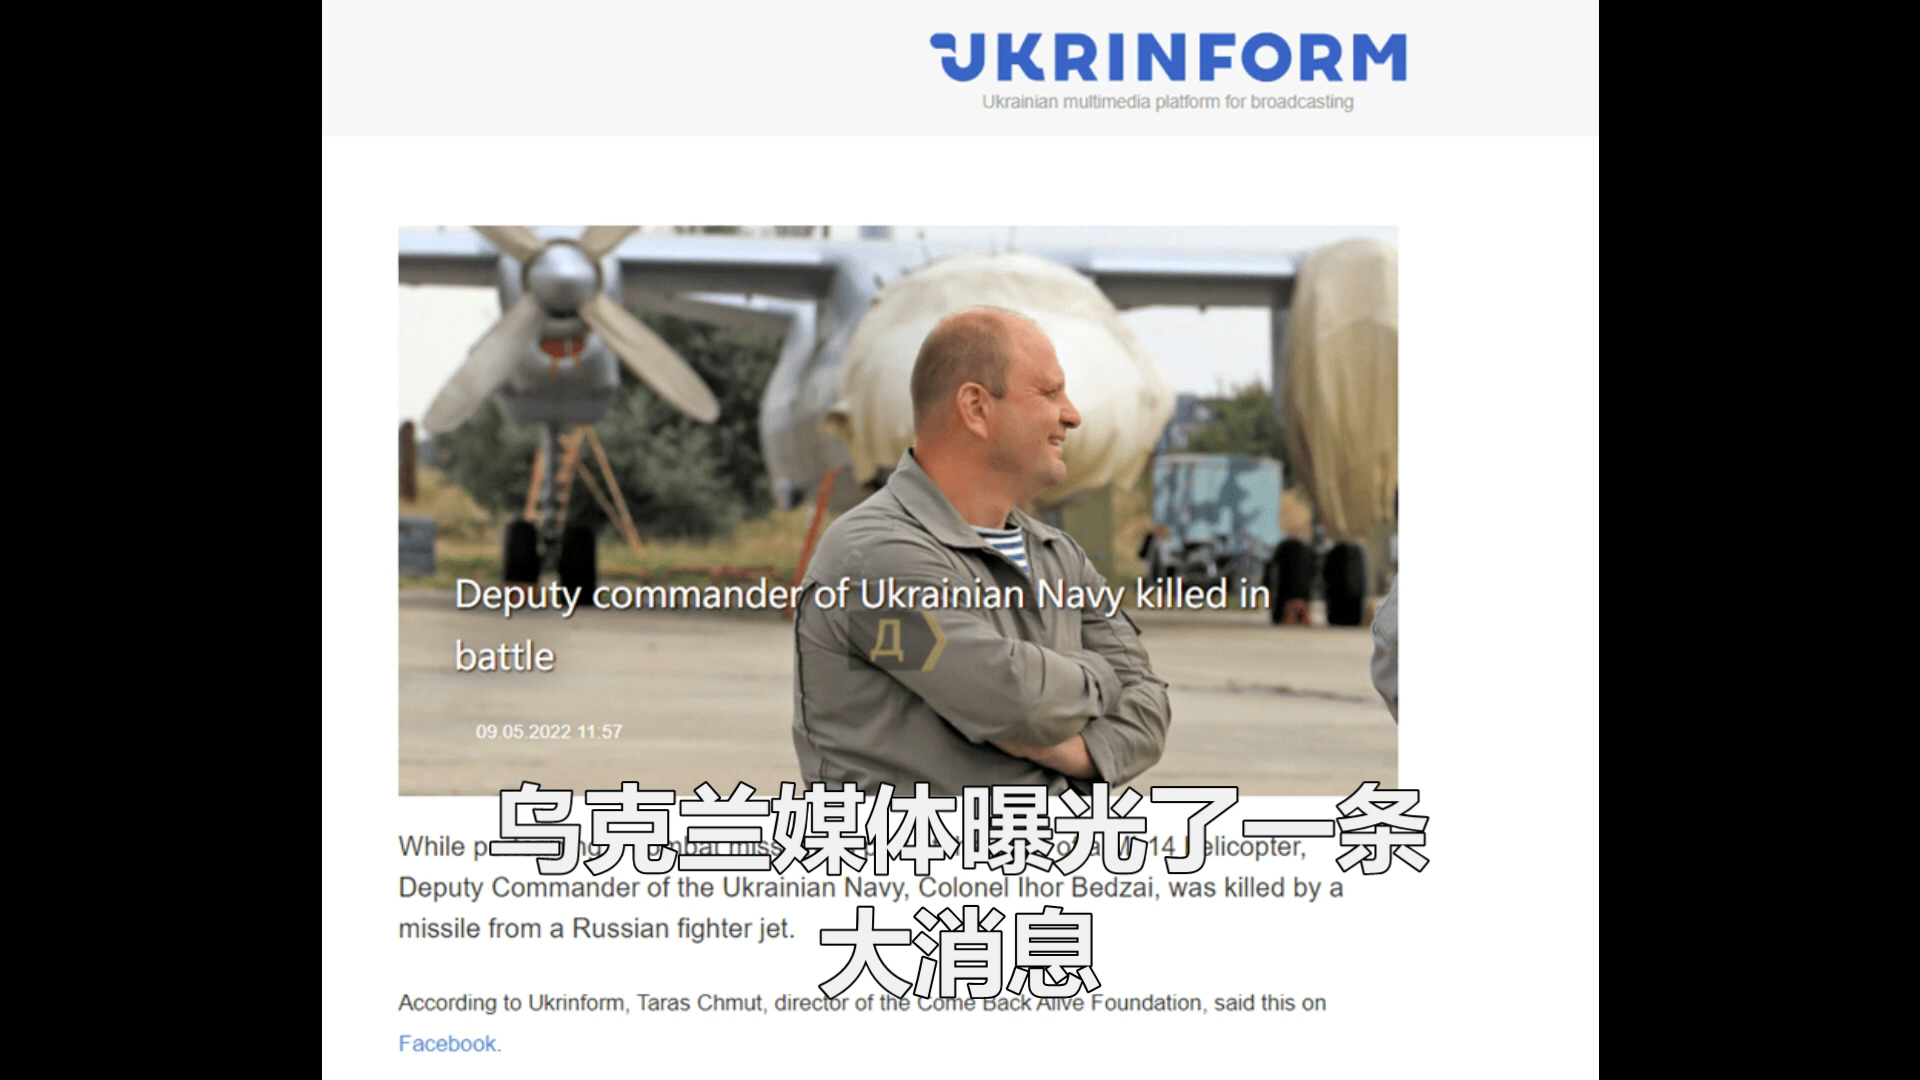 UKRINFORM
Ukrainian multimedia platform for broadcasting
Deputy commander of Ukrainian Navy killed in
battle
Д
09.05.2022 11:57
乌克兰媒体曝光了一条
While
Deputy Commander of the Ukrainian Navy, Colonel Ihor Bedzai, was killed by a
missile from a Russian fighter jet.
大消息
According to Ukrinform, Taras Chmut, director of the Come Back Alive Foundation, said this on
Facebook.